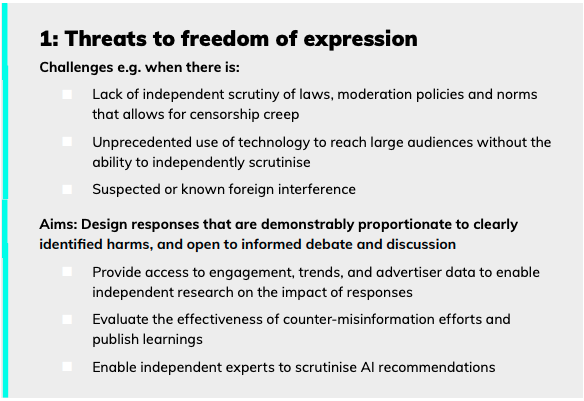 1: Threats to freedom of expression
Challenges e.g. when there is:
Lack of independent scrutiny of laws, moderation policies and norms
that allows for censorship creep
Unprecedented use of technology to reach large audiences without the
ability to independently scrutinise
Suspected or known foreign interference
Aims: Design responses that are demonstrably proportionate to clearly
identified harms, and open to informed debate and discussion
Provide access to engagement, trends, and advertiser data to enable
independent research on the impact of responses
Evaluate the effectiveness of counter-misinformation efforts and
publish learnings
Enable independent experts to scrutinise AI recommendations